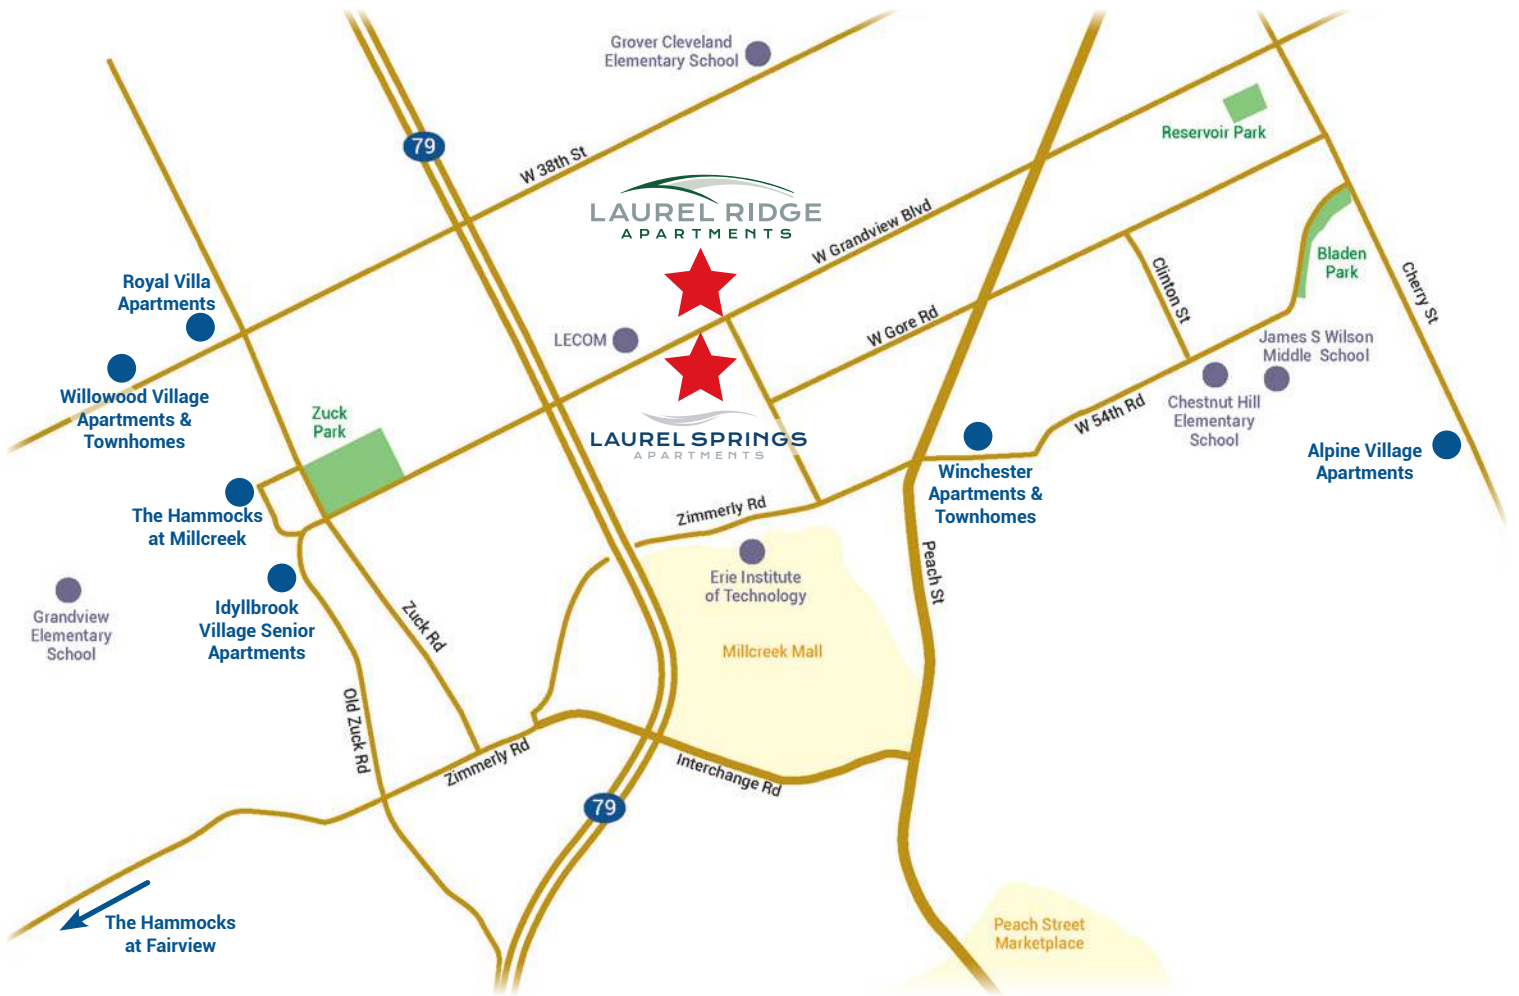 Grover Cleveland
Elementary School
79
W 38th St
Reservoir Park
LAUREL RIDGE
APARTMENTS
W Grandview Blvd
Clinton St
Bladen
Park
Cherry St
Royal Villa
Apartments
LECOM
W Gore Rd
James S Wilson
Middle School
Willowood Village
Apartments &
Townhomes
Zuck
Park
LAUREL SPRINGS
APARTMENTS
W 54th Rd
Chestnut Hill
Elementary
School
Alpine Village
Apartments
Winchester
Apartments &
Townhomes
The Hammocks
at Millcreek
Zimmerly Rd
Peach St
Erie Institute
of Technology
Grandview
Elementary
School
Idyllbrook
Village Senior
Apartments
Zuck Rd
Millcreek Mall
Old Zuck Rd
Zimmerly Rd
Interchange Rd
79
The Hammocks
at Fairview
Peach Street
Marketplace